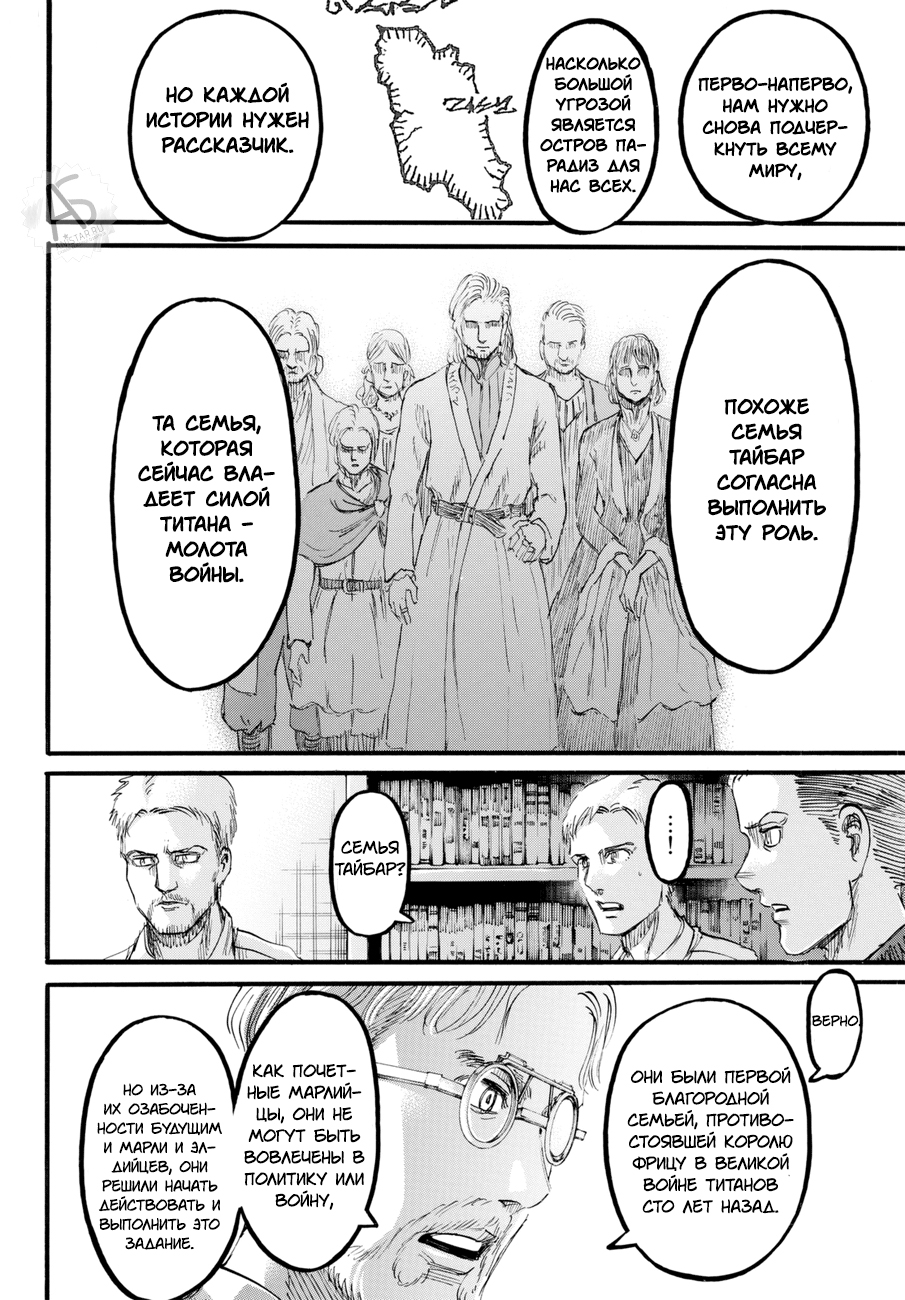 ПЕРВО-НАПЕРВО,
НАМ НУЖНО
СНОВА ПОДЧЕР-
КНУТЬ ВСЕМУ
МИРУ,
НАСКОЛЬКО
БОЛЬШОЙ
УГРОЗОЙ
ЯВЛЯЕТСЯ
ОСТРОВ ПА-
РАДИЗ ДЛЯ
НАС ВСЕХ.
НО КАЖДОЙ
ИСТОРИИ НУЖЕН
РАССКАЗЧИК.
ПОХОЖЕ
СЕМЬЯ
ТАЙБАР
СОГЛАСНА
ВЫПОЛНИТЬ
ЭТУ РОЛЬ.
ТА СЕМЬЯ,
КОТОРАЯ
СЕЙЧАС ВЛА-
ДЕЕТ СИЛОЙ
ТИТАНА -
МОЛОТА
ВОЙНЫ.
...!
СЕМЬЯ
ТАЙБАР?
ВЕРНО.
ОНИ БЫЛИ ПЕРВОЙ
БЛАГОРОДНОЙ
СЕМЬЕЙ, ПРОТИВО-
СТОЯВШЕЙ КОРОЛЮ
ФРИЦУ В ВЕЛИКОЙ
ВОЙНЕ ТИТАНОВ
СТО ЛЕТ НАЗАД.
КАК ПОЧЕТ-
НЫЕ МАРЛИЙ-
ЦЫ, ОНИ НЕ
МОГУТ БЫТЬ
ВОВЛЕЧЕНЫ В
ПОЛИТИКУ ИЛИ
ВОЙНУ,
НО ИЗ-ЗА
ИХ ОЗАБОЧЕН-
НОСТИ БУДУЩИМ
И МАРЛИ И ЭЛ-
ДИЙЦЕВ, ОНИ
РЕШИЛИ НАЧАТЬ
ДЕЙСТВОВАТЬ И
ВЫПОЛНИТЬ ЭТО
ЗАДАНИЕ.